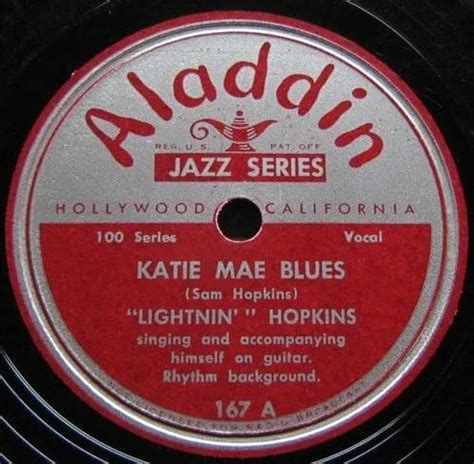 Aladdin
REG. U.S. PAT. OFF.
JAZZ SERIES
HOLLYWOOD CALIFORNIA
100 Series Vocal
KATIE MAE BLUES
(Sam Hopkins)
"LIGHTNIN'" HOPKINS
singing and accompanying
himself on guitar.
Rhythm background.
167 A